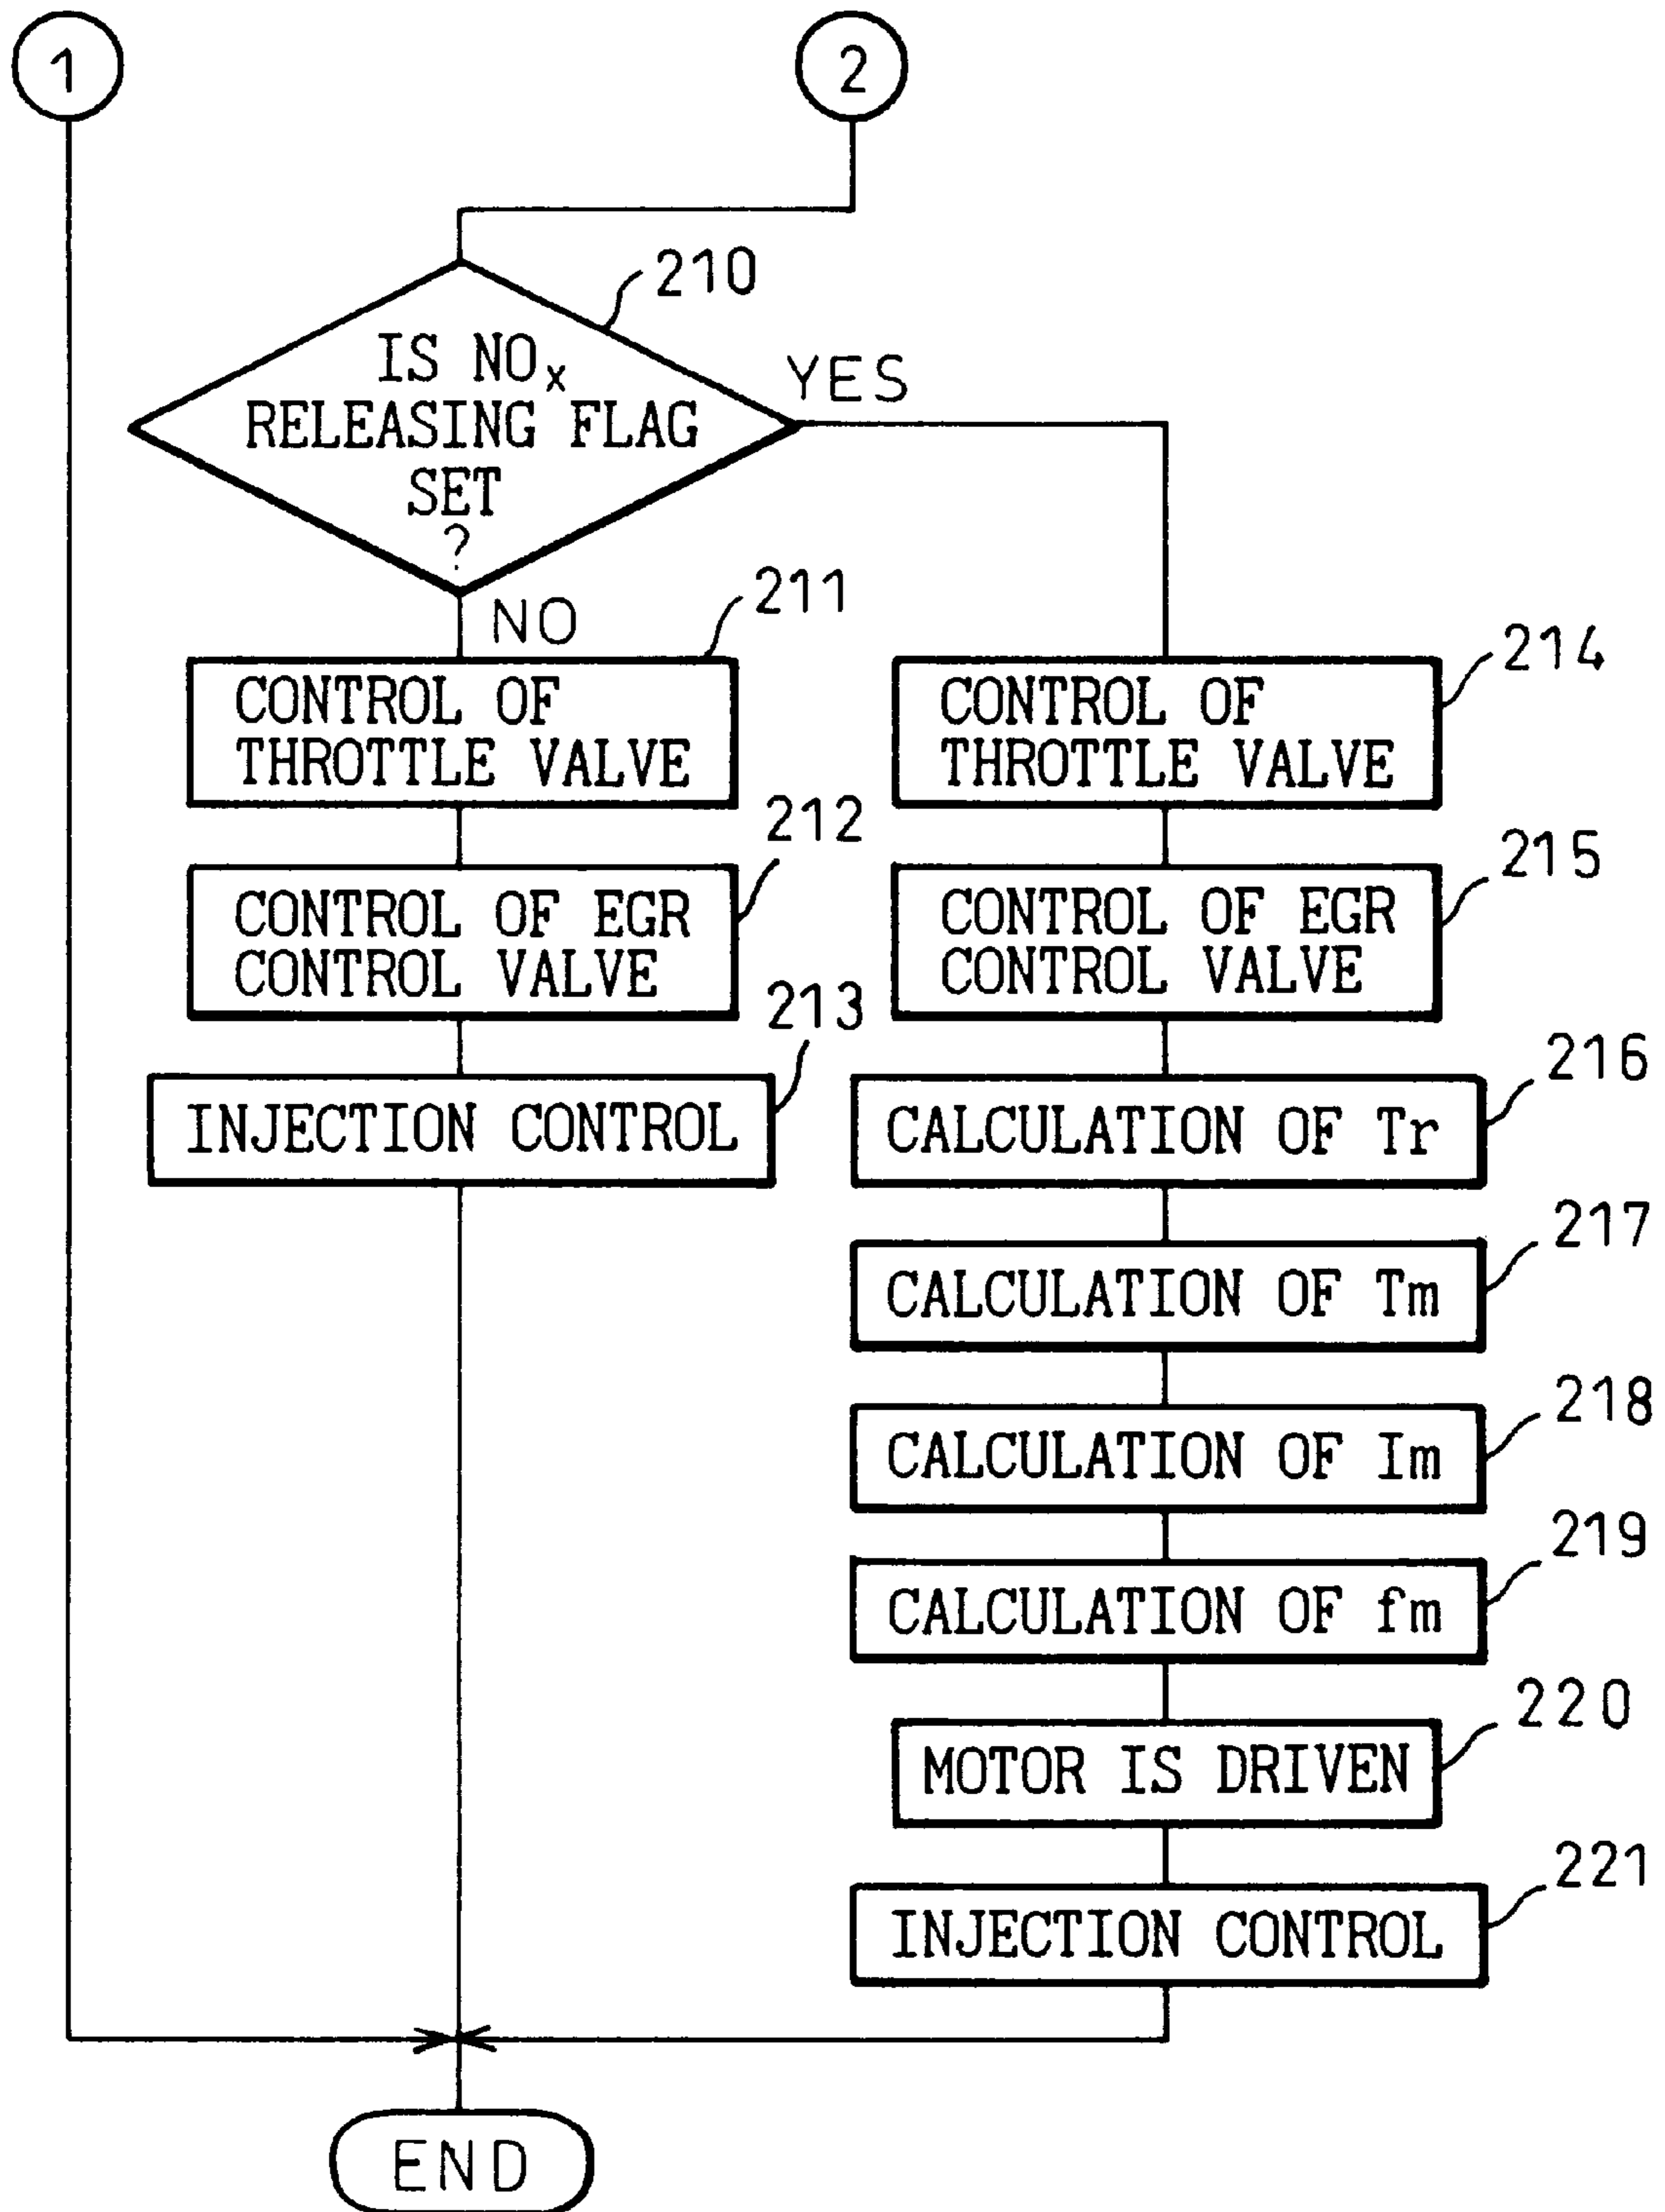 1
2
210
IS NOx
RELEASING FLAG
SET
?
YES
NO
211
CONTROL OF
THROTTLE VALVE
212
CONTROL OF EGR
CONTROL VALVE
213
INJECTION CONTROL
214
CONTROL OF
THROTTLE VALVE
215
CONTROL OF EGR
CONTROL VALVE
216
CALCULATION OF Tr
217
CALCULATION OF Tm
218
CALCULATION OF Im
219
CALCULATION OF fm
220
MOTOR IS DRIVEN
221
INJECTION CONTROL
END